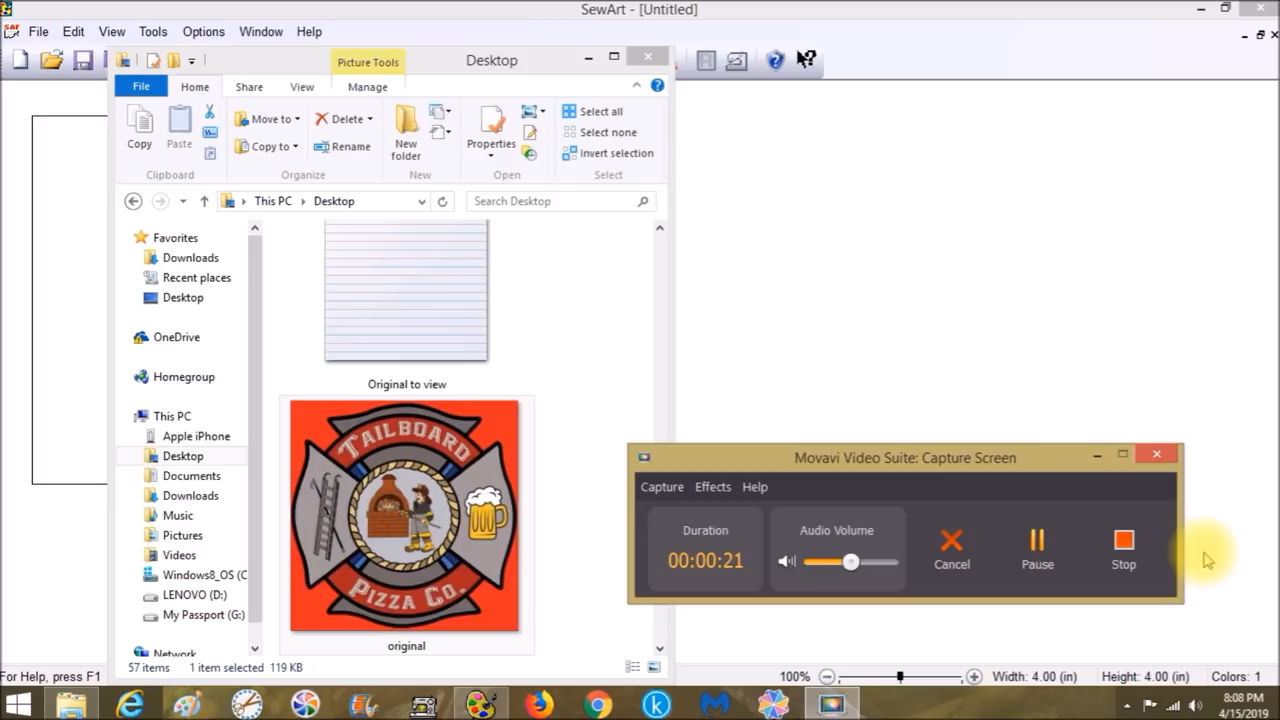 SewArt - [Untitled]
File Edit View Tools Options Window Help
Picture Tools Desktop
File Home Share View Manage
Copy
Paste
Clipboard
Move to
Copy to
Delete
Rename
Organize
New folder
New
Properties
Open
Select all
Select none
Invert selection
Select
This PC Desktop
Search Desktop
Favorites
Downloads
Recent places
Desktop
OneDrive
Homegroup
This PC
Apple iPhone
Desktop
Documents
Downloads
Music
Pictures
Videos
Windows8_OS (C
LENOVO (D:)
My Passport (G:)
Network
Original to view
TAILBOARD
PIZZA CO.
original
57 items 1 item selected 119 KB
Movavi Video Suite: Capture Screen
Capture Effects Help
Duration
00:00:21
Audio Volume
Cancel
Pause
Stop
For Help, press F1
100% Width: 4.00 (in) Height: 4.00 (in) Colors: 1
8:08 PM
4/15/2019